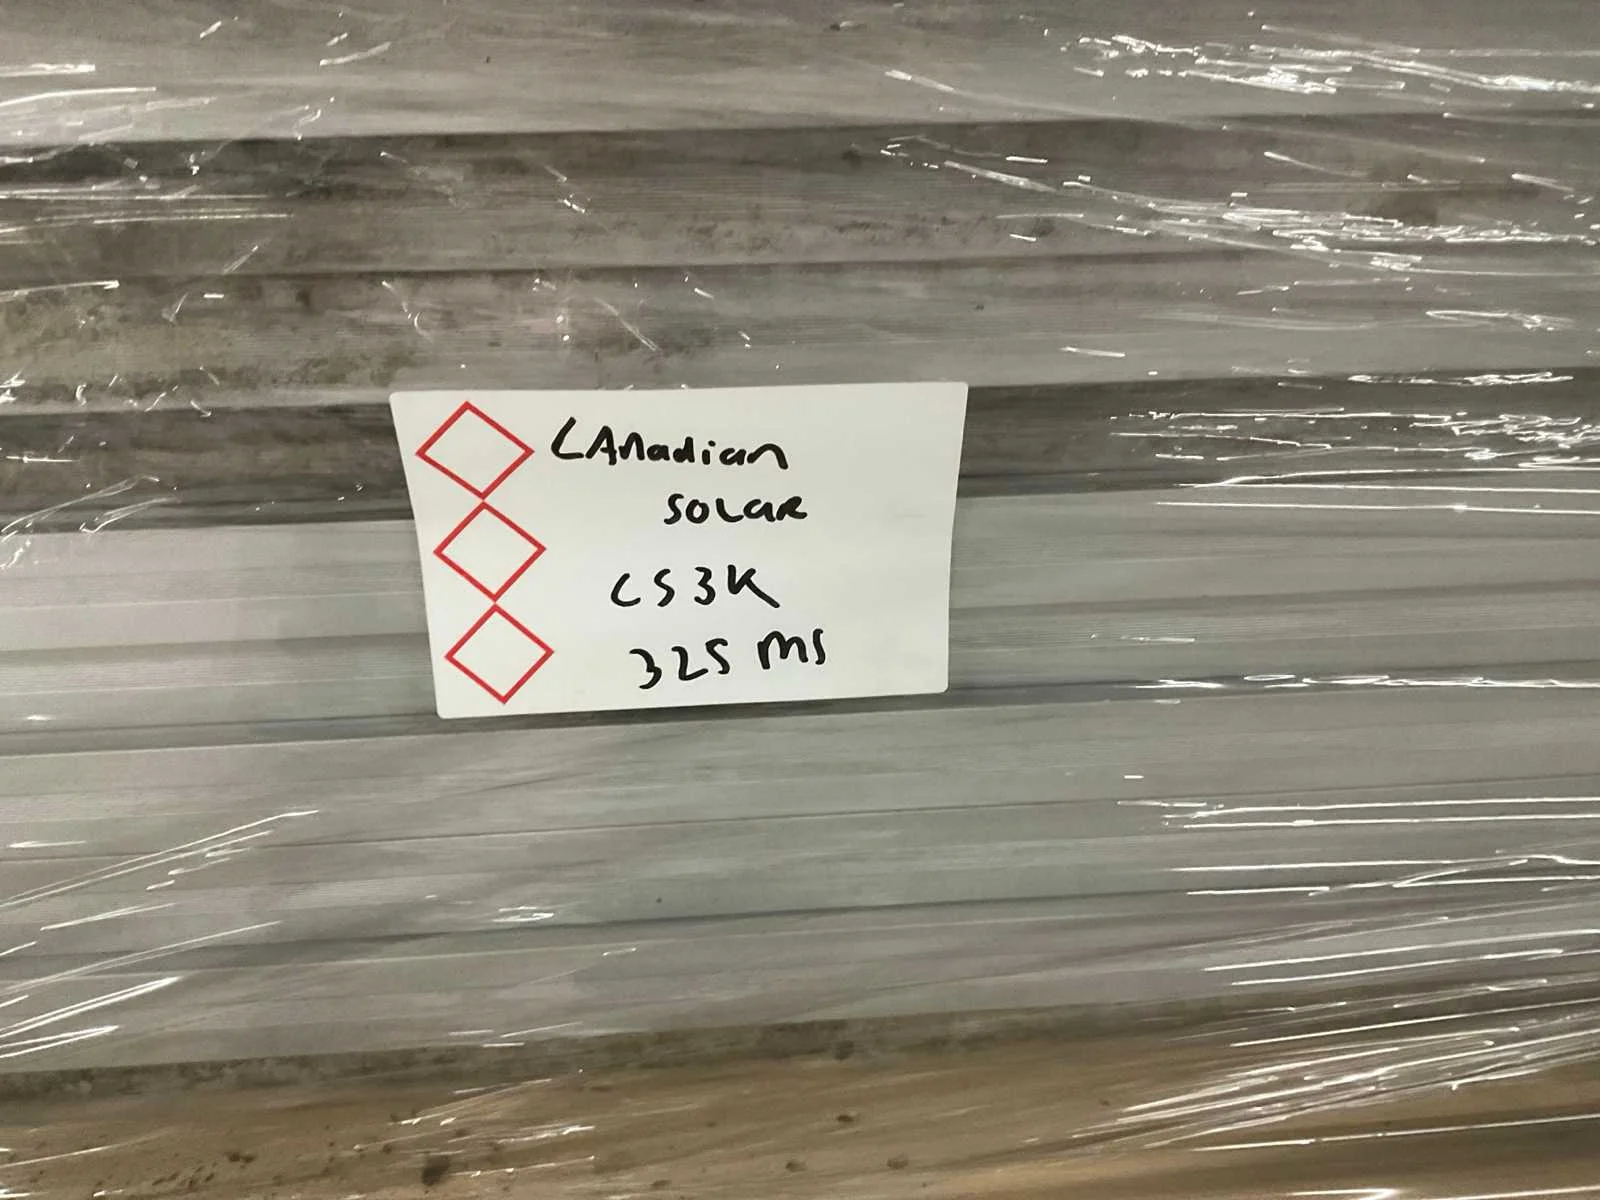 CAnadian
solar
CS3K
325 MS